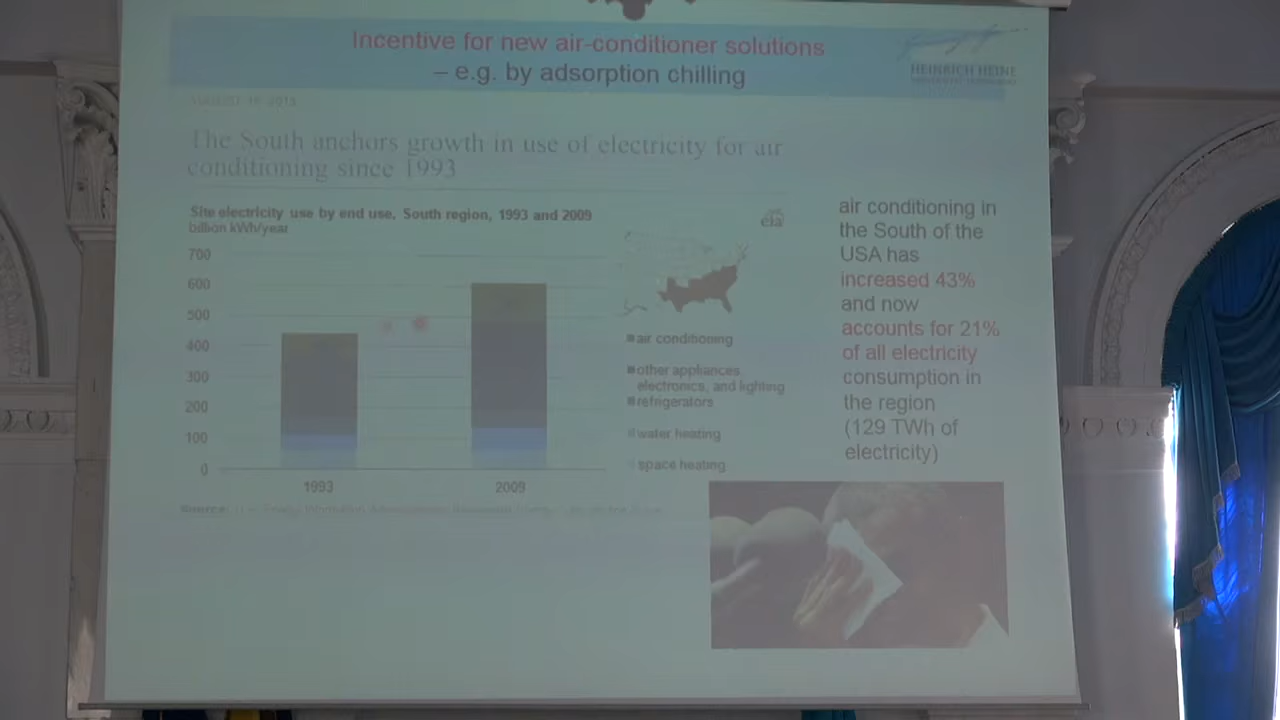 Incentive for new air-conditioner solutions
– e.g. by adsorption chilling
HEINRICH HEINE
The South anchors growth in use of electricity for air
conditioning since 1993
Site electricity use by end use, South region, 1993 and 2009
billion kWh/year
eia
700
600
500
400
300
200
100
0
1993
2009
air conditioning
other appliances,
electronics, and lighting
refrigerators
water heating
space heating
Source:
air conditioning in
the South of the
USA has
increased 43%
and now
accounts for 21%
of all electricity
consumption in
the region
(129 TWh of
electricity)